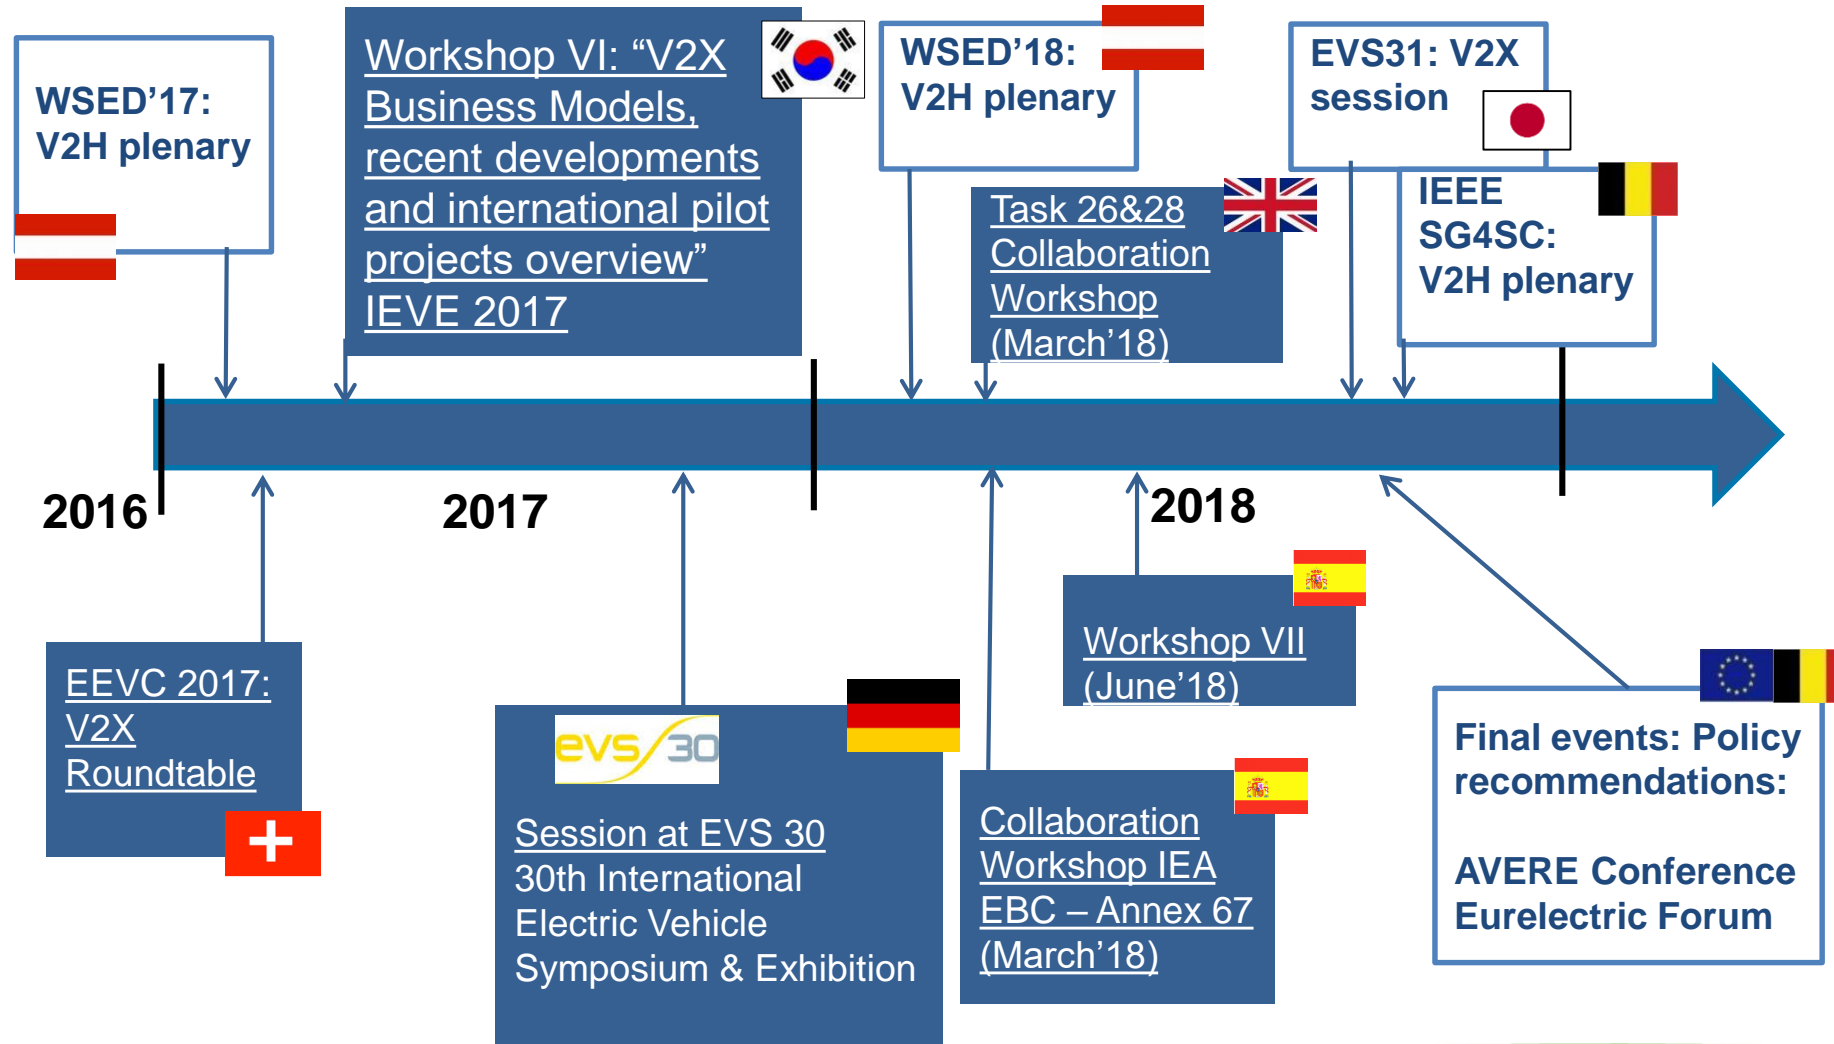 WSED’17:
V2H plenary
Workshop VI: “V2X
Business Models,
recent developments
and international pilot
projects overview”
IEVE 2017
WSED’18:
V2H plenary
Task 26&28
Collaboration
Workshop
(March’18)
EVS31: V2X
session
IEEE
SG4SC:
V2H plenary
2016
2017
2018
EEVC 2017:
V2X
Roundtable
evs30
Session at EVS 30
30th International
Electric Vehicle
Symposium & Exhibition
Collaboration
Workshop IEA
EBC – Annex 67
(March’18)
Workshop VII
(June’18)
Final events: Policy
recommendations:
AVERE Conference
Eurelectric Forum